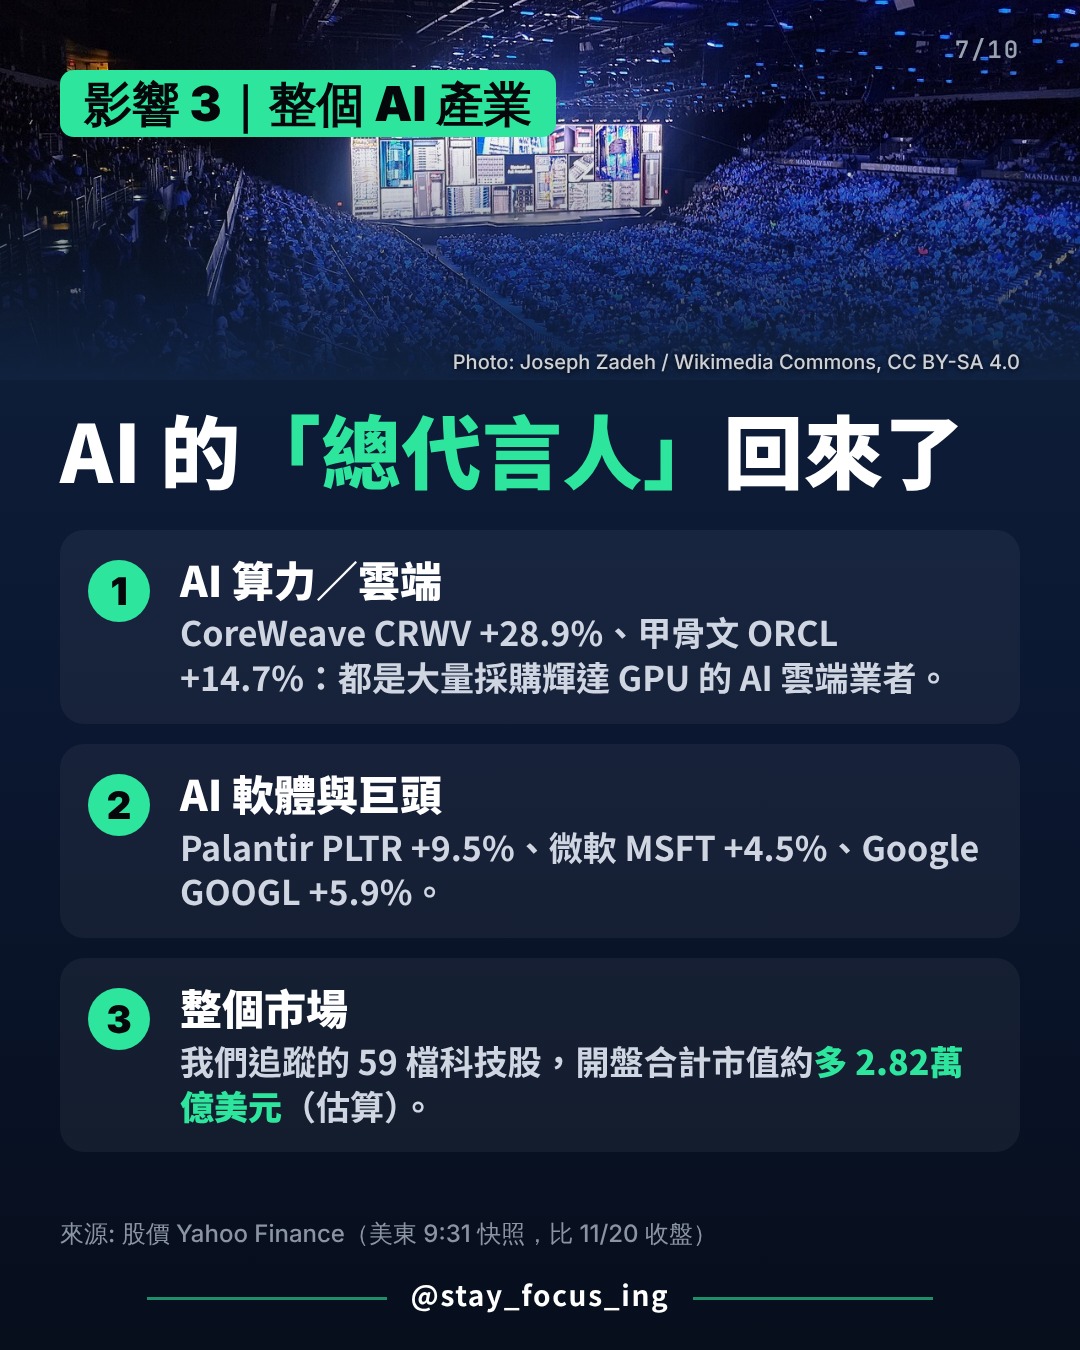 7/10
影響 3｜整個 AI 產業
MANDALAY B
Photo: Joseph Zadeh / Wikimedia Commons, CC BY-SA 4.0
AI 的「總代言人」回來了
1
AI 算力／雲端
CoreWeave CRWV +28.9%、甲骨文 ORCL
+14.7%：都是大量採購輝達 GPU 的 AI 雲端業者。
2
AI 軟體與巨頭
Palantir PLTR +9.5%、微軟 MSFT +4.5%、Google
GOOGL +5.9%。
3
整個市場
我們追蹤的 59 檔科技股，開盤合計市值約多 2.82萬
億美元（估算）。
來源: 股價 Yahoo Finance（美東 9:31 快照，比 11/20 收盤）
@stay_focus_ing